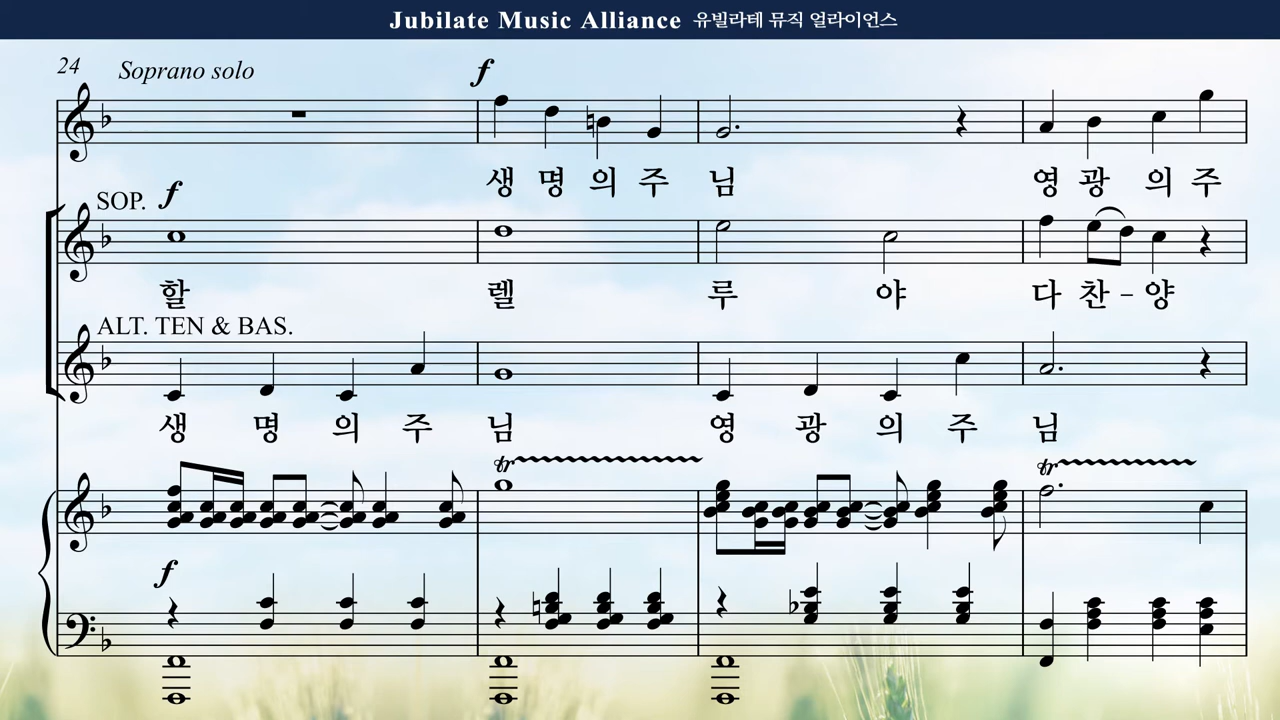 Jubilate Music Alliance 유빌라테 뮤직 얼라이언스
24 Soprano solo
f
생 명 의 주 님 영 광 의 주
SOP. f
할 렐 루 야 다 찬 - 양
ALT. TEN & BAS.
생 명 의 주 님 영 광 의 주 님
tr tr
f